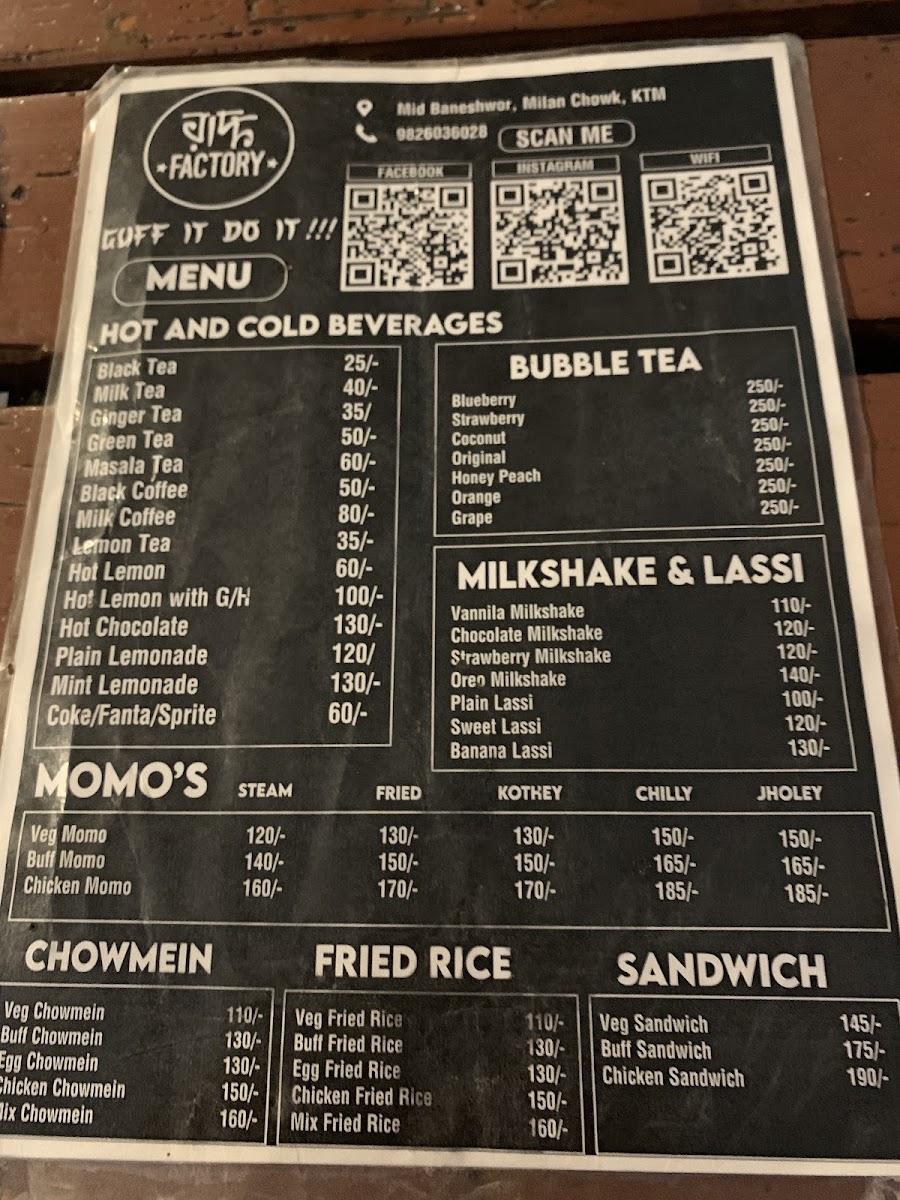 FACTORY
Mid Baneshwor, Milan Chowk, KTM
9826036028
SCAN ME
FACEBOOK
INSTAGRAM
WIFI
GUFF IT DO IT !!!
MENU
HOT AND COLD BEVERAGES
Black Tea 25/-
Milk Tea 40/-
Ginger Tea 35/
Green Tea 50/-
Masala Tea 60/-
Black Coffee 50/-
Milk Coffee 80/-
Lemon Tea 35/-
Hot Lemon 60/-
Hot Lemon with G/H 100/-
Hot Chocolate 130/-
Plain Lemonade 120/
Mint Lemonade 130/-
Coke/Fanta/Sprite 60/-
BUBBLE TEA
Blueberry 250/-
Strawberry 250/-
Coconut 250/-
Original 250/-
Honey Peach 250/-
Orange 250/-
Grape 250/-
MILKSHAKE & LASSI
Vannila Milkshake 110/-
Chocolate Milkshake 120/-
Strawberry Milkshake 120/-
Oreo Milkshake 140/-
Plain Lassi 100/-
Sweet Lassi 120/-
Banana Lassi 130/-
MOMO'S STEAM FRIED KOTHEY CHILLY JHOLEY
Veg Momo 120/- 130/- 130/- 150/- 150/-
Buff Momo 140/- 150/- 150/- 165/- 165/-
Chicken Momo 160/- 170/- 170/- 185/- 185/-
CHOWMEIN
Veg Chowmein 110/-
Buff Chowmein 130/-
Egg Chowmein 130/-
Chicken Chowmein 150/-
Mix Chowmein 160/-
FRIED RICE
Veg Fried Rice 110/-
Buff Fried Rice 130/-
Egg Fried Rice 130/-
Chicken Fried Rice 150/-
Mix Fried Rice 160/-
SANDWICH
Veg Sandwich 145/-
Buff Sandwich 175/-
Chicken Sandwich 190/-